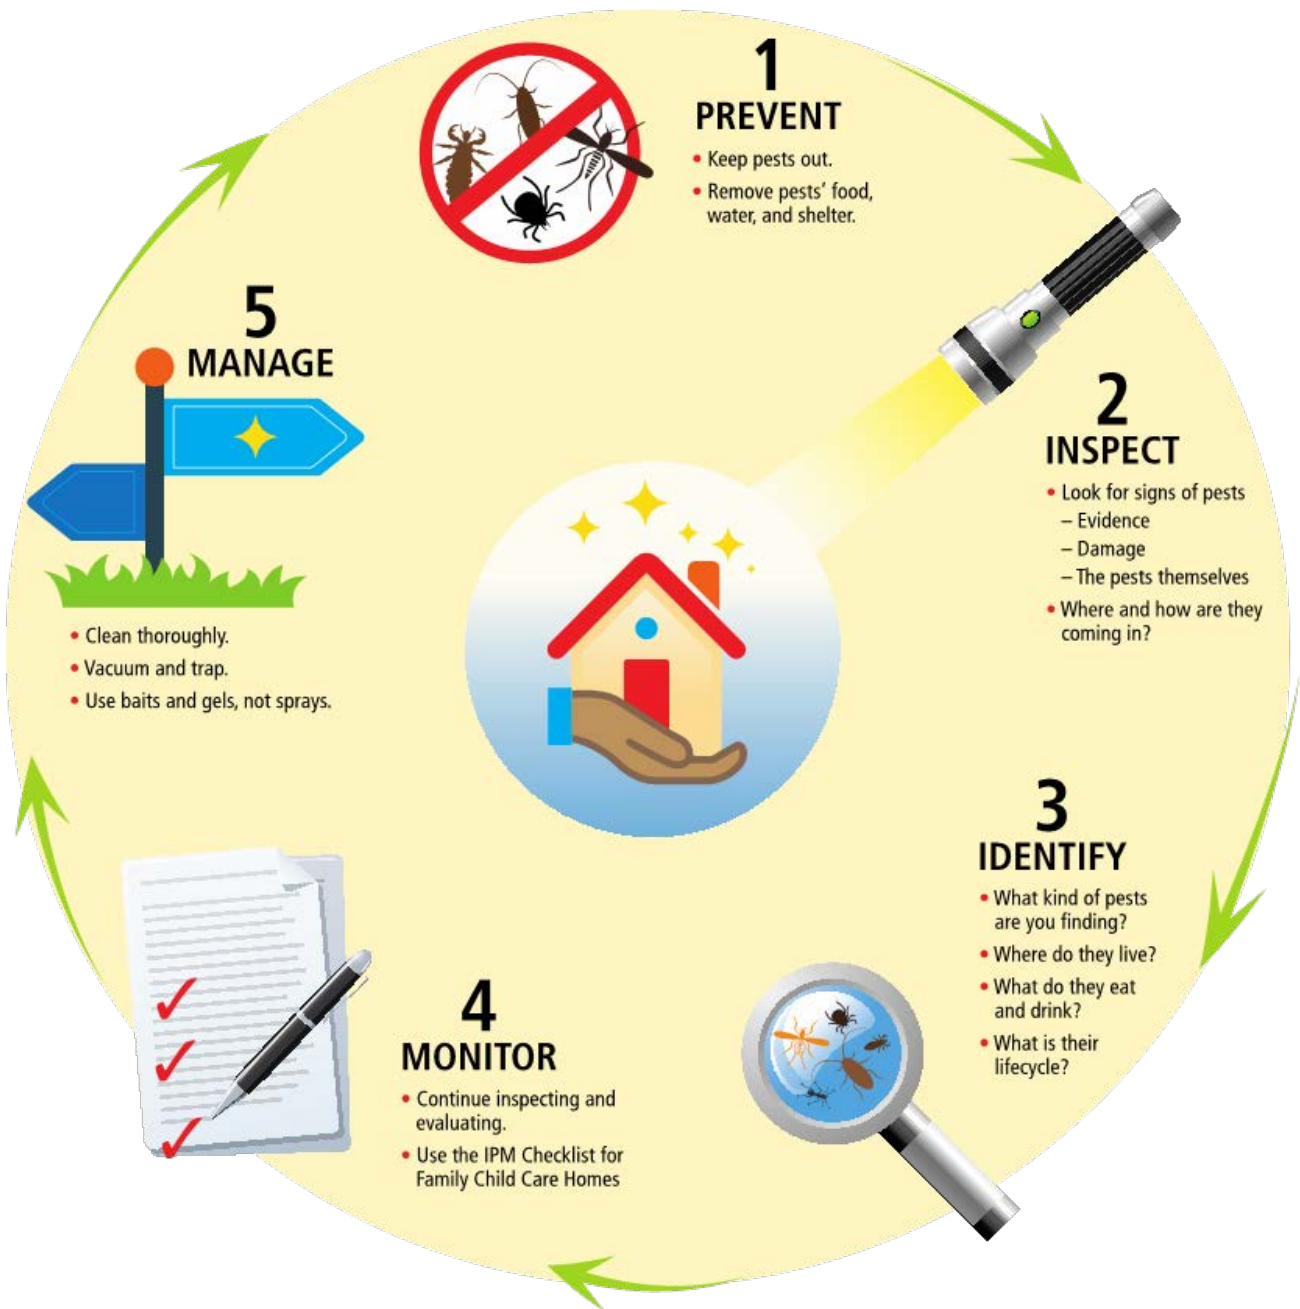 1
PREVENT
• Keep pests out.
• Remove pests’ food,
water, and shelter.
2
INSPECT
• Look for signs of pests
– Evidence
– Damage
– The pests themselves
• Where and how are they
coming in?
3
IDENTIFY
• What kind of pests
are you finding?
• Where do they live?
• What do they eat
and drink?
• What is their
lifecycle?
4
MONITOR
• Continue inspecting and
evaluating.
• Use the IPM Checklist for
Family Child Care Homes
5
MANAGE
• Clean thoroughly.
• Vacuum and trap.
• Use baits and gels, not sprays.